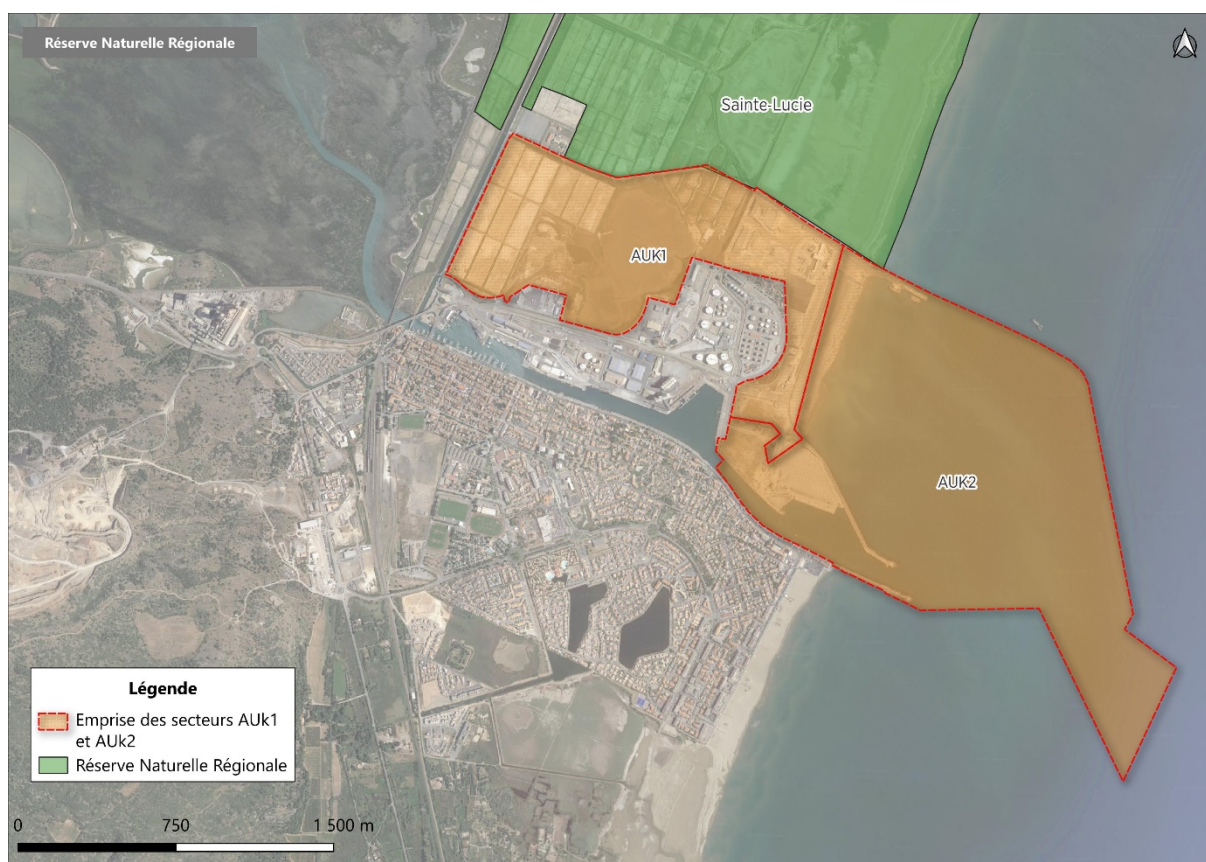 Réserve Naturelle Régionale
Sainte-Lucie
AUK1
AUK2
Légende
Emprise des secteurs AUk1
et AUk2
Réserve Naturelle Régionale
0 750 1 500 m